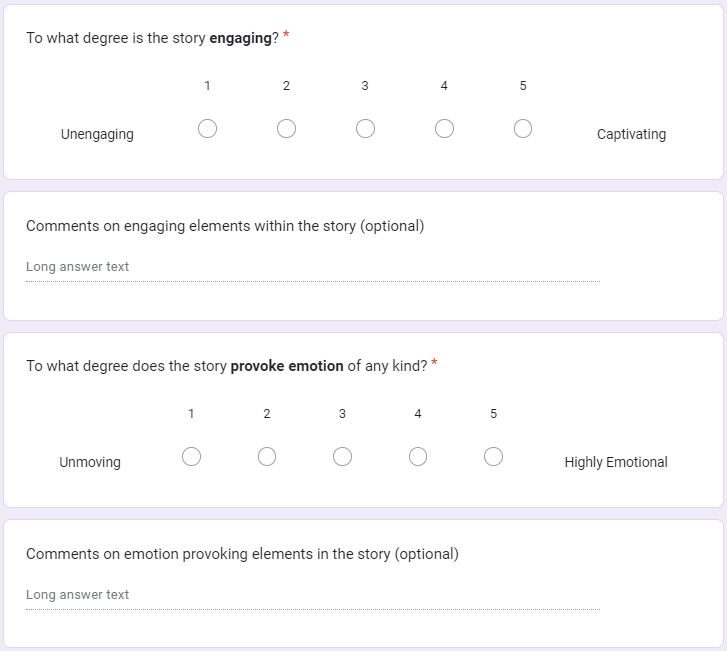 To what degree is the story engaging? *
1 2 3 4 5
Unengaging Captivating
Comments on engaging elements within the story (optional)
Long answer text
To what degree does the story provoke emotion of any kind? *
1 2 3 4 5
Unmoving Highly Emotional
Comments on emotion provoking elements in the story (optional)
Long answer text